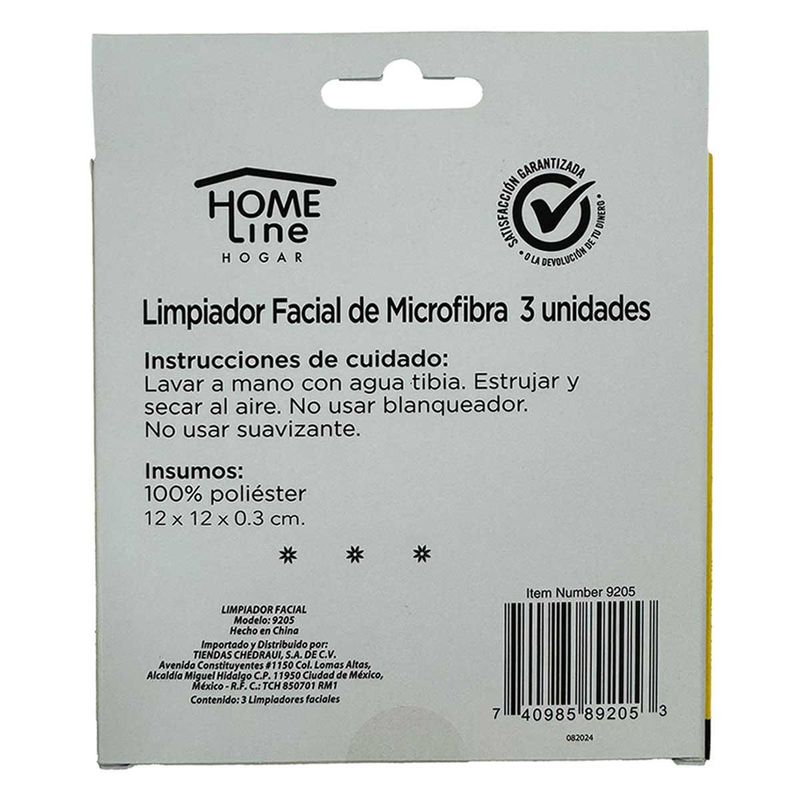 HOME
Line
HOGAR
SATISFACCIÓN GARANTIZADA
• O LA DEVOLUCIÓN DE TU DINERO •
Limpiador Facial de Microfibra 3 unidades
Instrucciones de cuidado:
Lavar a mano con agua tibia. Estrujar y
secar al aire. No usar blanqueador.
No usar suavizante.
Insumos:
100% poliéster
12 x 12 x 0.3 cm.
LIMPIADOR FACIAL
Modelo: 9205
Hecho en China
Importado y Distribuido por:
TIENDAS CHEDRAUI, S.A. DE C.V.
Avenida Constituyentes #1150 Col. Lomas Altas,
Alcaldía Miguel Hidalgo C.P. 11950 Ciudad de México,
México - R.F. C.: TCH 850701 RM1
Contenido: 3 Limpiadores faciales
Item Number 9205
7 40985 89205 3
082024